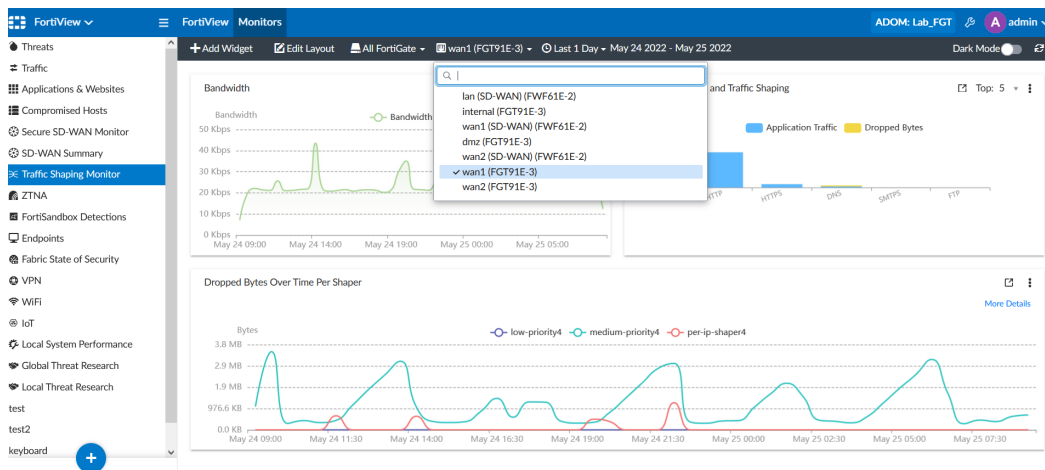 FortiView
FortiView Monitors
ADOM: Lab_FGT
A admin
Threats
Traffic
Applications & Websites
Compromised Hosts
Secure SD-WAN Monitor
SD-WAN Summary
Traffic Shaping Monitor
ZTNA
FortiSandbox Detections
Endpoints
Fabric State of Security
VPN
WiFi
IoT
Local System Performance
Global Threat Research
Local Threat Research
test
test2
keyboard
+
+ Add Widget Edit Layout All FortiGate wan1 (FGT91E-3) Last 1 Day May 24 2022 - May 25 2022
Dark Mode
lan (SD-WAN) (FWF61E-2)
internal (FGT91E-3)
wan1 (SD-WAN) (FWF61E-2)
dmz (FGT91E-3)
wan2 (SD-WAN) (FWF61E-2)
✓ wan1 (FGT91E-3)
wan2 (FGT91E-3)
Bandwidth
Bandwidth
Bandwidth
50 Kbps
40 Kbps
30 Kbps
20 Kbps
10 Kbps
0 Kbps
May 24 09:00 May 24 14:00 May 24 19:00 May 25 00:00 May 25 05:00
and Traffic Shaping
Top: 5
Application Traffic Dropped Bytes
HTTP HTTPS DNS SMTPS FTP
Dropped Bytes Over Time Per Shaper
More Details
Bytes
low-priority4 medium-priority4 per-ip-shaper4
3.8 MB
2.9 MB
1.9 MB
976.6 KB
0.0 KB
May 24 09:00 May 24 11:30 May 24 14:00 May 24 16:30 May 24 19:00 May 24 21:30 May 25 00:00 May 25 02:30 May 25 05:00 May 25 07:30